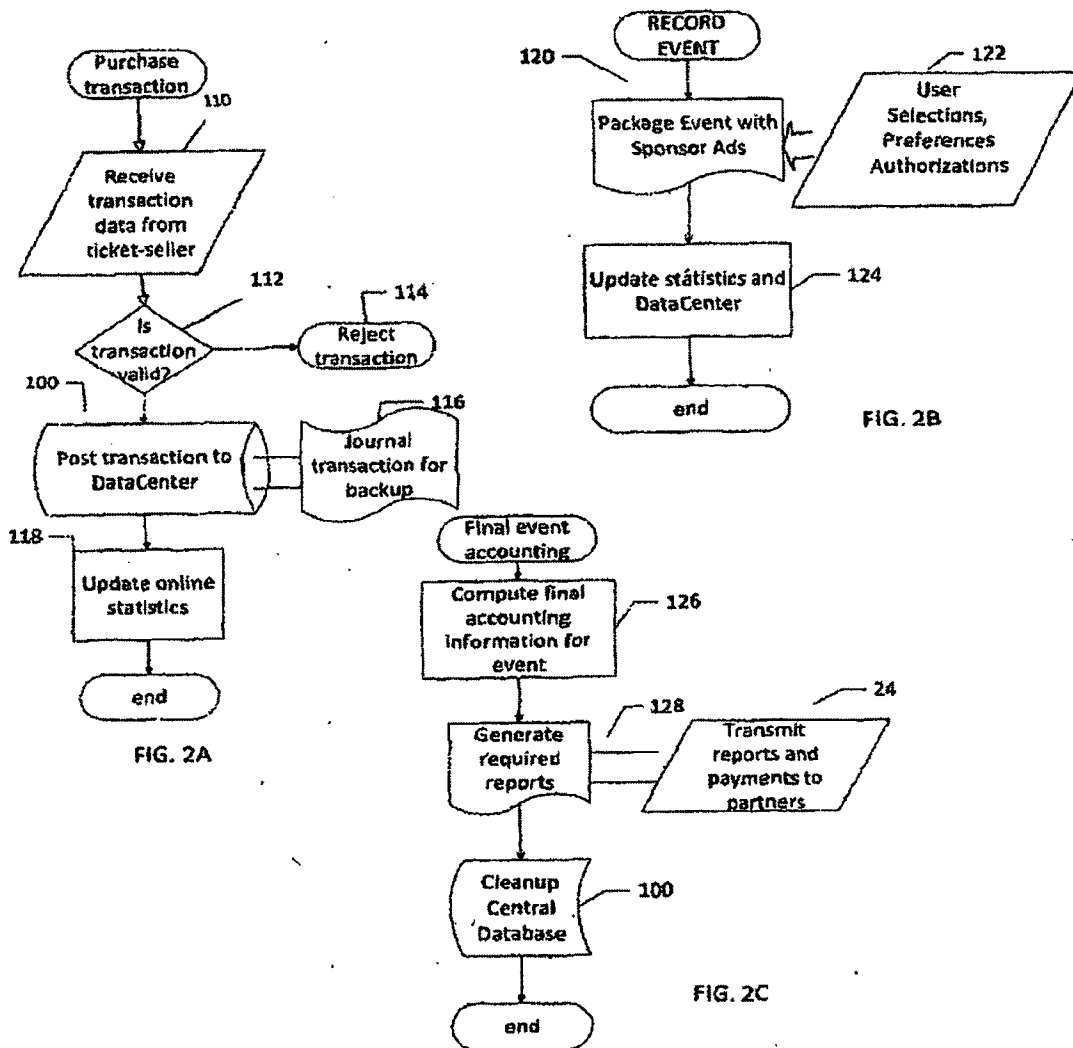 Purchase
transaction
110
Receive
transaction
data from
ticket-seller
112
Is
transaction
valid?
114
Reject
transaction
100
Post transaction to
DataCenter
116
Journal
transaction for
backup
118
Update online
statistics
end
FIG. 2A
RECORD
EVENT
120
Package Event with
Sponsor Ads
122
User
Selections,
Preferences
Authorizations
Update statistics and
DataCenter
124
end
FIG. 2B
Final event
accounting
Compute final
accounting
information for
event
126
Generate
required
reports
128
24
Transmit
reports and
payments to
partners
Cleanup
Central
Database
100
end
FIG. 2C